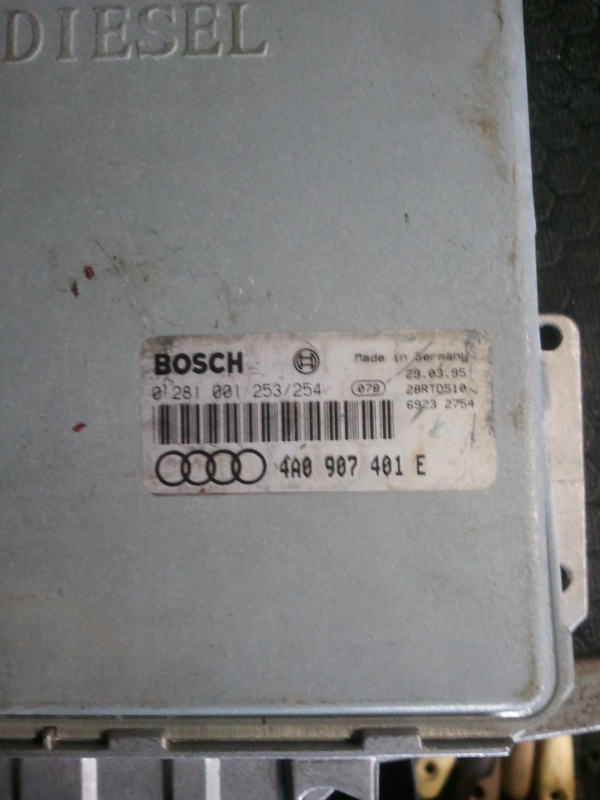 DIESEL
BOSCH Made in Germany
29.03.95
0 281 001 253/254 078 28RTD510
6923 2754
4A0 907 401 E